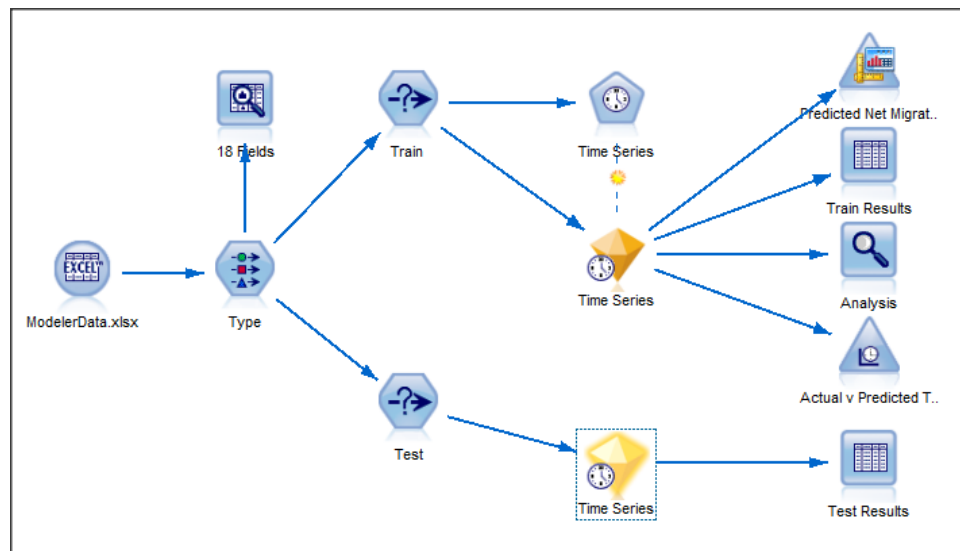 Predicted Net Migrat..
18 Fields
Train
Time Series
Train Results
EXCEL™
ModelerData.xlsx
Type
Time Series
Analysis
Actual v Predicted T..
Test
Time Series
Test Results